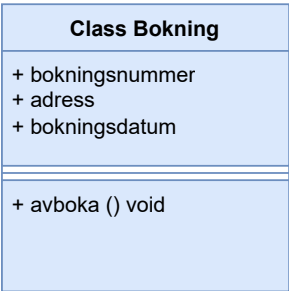 Class Bokning
+ bokningsnummer
+ adress
+ bokningsdatum
+ avboka () void